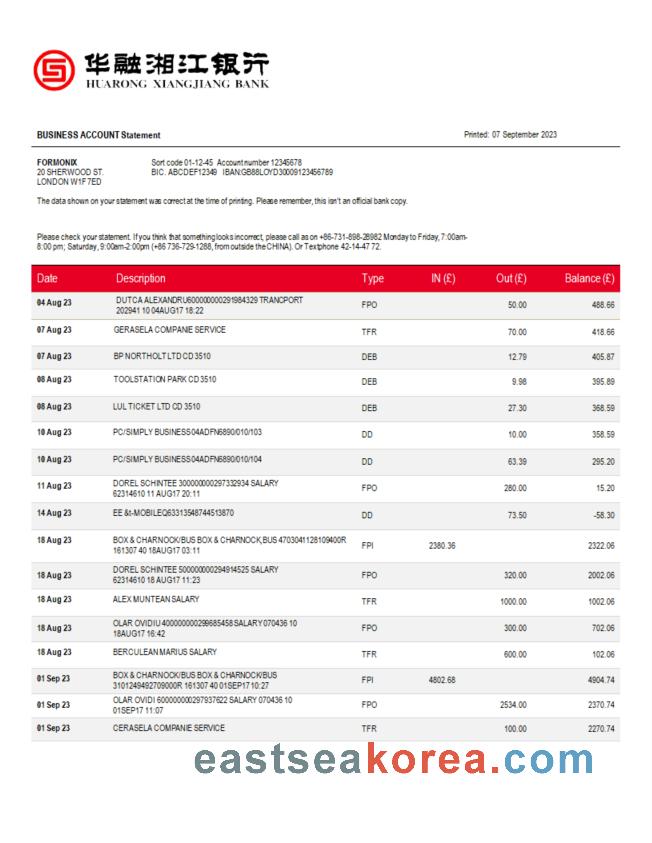 华融湘江银行
HUARONG XIANGJIANG BANK
BUSINESS ACCOUNT Statement
Printed: 07 September 2023
FORMONIX
20 SHERWOOD ST.
LONDON W1F 7ED
Sort code 01-12-45 Account number 12345678
BIC. ABCDEF12349 IBAN:GB88LOYD30009123456789
The data shown on your statement was correct at the time of printing. Please remember, this isn't an official bank copy.
Please check your statement. If you think that something looks incorrect, please call as on +86-731-898-28982 Monday to Friday, 7:00am-
8:00 pm; Saturday, 9:00am-2:00pm (+86 736-729-1288, from outside the CHINA). Or Textphone 42-14-47 72.
Date Description Type IN (£) Out (£) Balance (£)
04 Aug 23 DUTCA ALEXANDRU600000000291984329 TRANCPORT
202941 10 04AUG17 18:22 FPO 50.00 488.66
07 Aug 23 GERASELA COMPANIE SERVICE TFR 70.00 418.66
07 Aug 23 BP NORTHOLT LTD CD 3510 DEB 12.79 405.87
08 Aug 23 TOOLSTATION PARK CD 3510 DEB 9.98 395.89
08 Aug 23 LUL TICKET LTD CD 3510 DEB 27.30 368.59
10 Aug 23 PC/SIMPLY BUSINESS04ADFN6890/010/103 DD 10.00 358.59
10 Aug 23 PC/SIMPLY BUSINESS04ADFN6890/010/104 DD 63.39 295.20
11 Aug 23 DOREL SCHINTEE 300000000297332934 SALARY
62314610 11 AUG17 20:11 FPO 280.00 15.20
14 Aug 23 EE &t-MOBILEQ63313548744513870 DD 73.50 -58.30
18 Aug 23 BOX & CHARNOCK/BUS BOX & CHARNOCK,BUS 4703041128109400R
161307 40 18AUG17 03:11 FPI 2380.36 2322.06
18 Aug 23 DOREL SCHINTEE 500000000294914525 SALARY
62314610 18 AUG17 11:23 FPO 320.00 2002.06
18 Aug 23 ALEX MUNTEAN SALARY TFR 1000.00 1002.06
18 Aug 23 OLAR OVIDIU 400000000299685458 SALARY 070436 10
18AUG17 16:42 FPO 300.00 702.06
18 Aug 23 BERCULEAN MARIUS SALARY TFR 600.00 102.06
01 Sep 23 BOX & CHARNOCK/BUS BOX & CHARNOCK/BUS
3101249492709000R 161307 40 01SEP17 10:27 FPI 4802.68 4904.74
01 Sep 23 OLAR OVIDI 600000000297937622 SALARY 070436 10
01SEP17 11:07 FPO 2534.00 2370.74
01 Sep 23 CERASELA COMPANIE SERVICE TFR 100.00 2270.74
eastseakorea.com